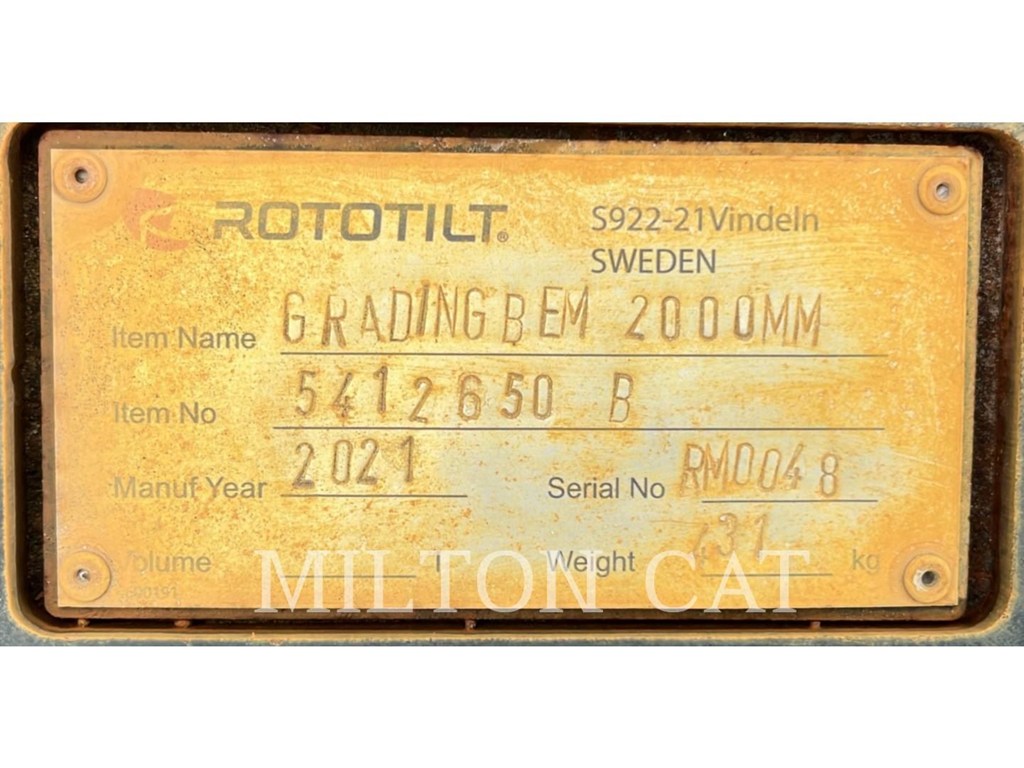 ROTOTILT®
S922-21Vindeln
SWEDEN
Item Name GRADINGBEM 2000MM
Item No 5412650 B
Manuf Year 2021 Serial No RM0048
Volume Weight 431 kg
MILTON CAT